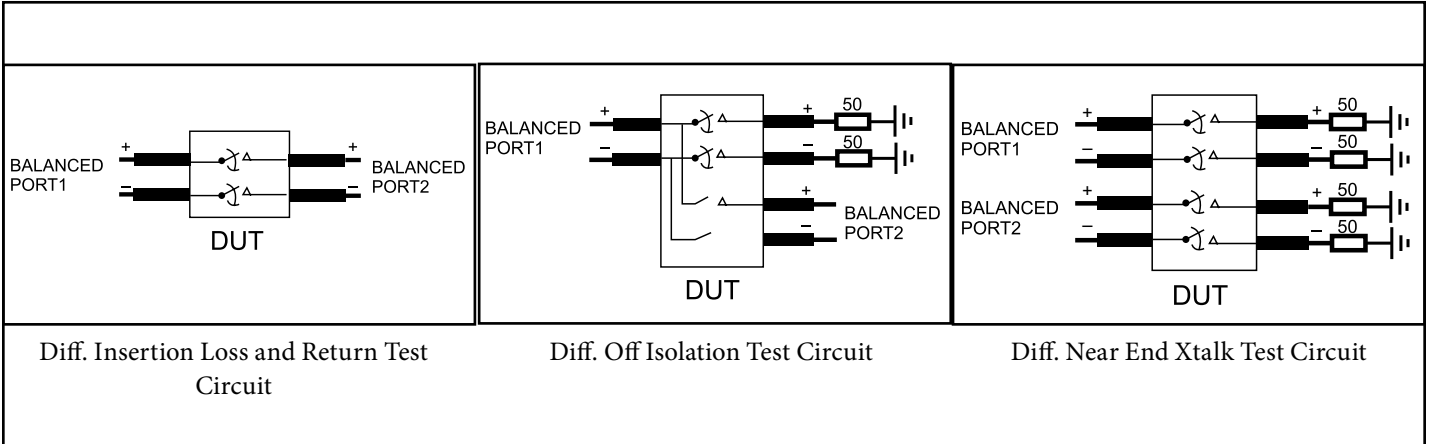 BALANCED
PORT1
+
−
+
−
BALANCED
PORT2
DUT
BALANCED
PORT1
+
−
+
50
−
50
+
−
BALANCED
PORT2
DUT
BALANCED
PORT1
+
−
BALANCED
PORT2
+
−
+
50
−
50
+
50
−
50
DUT
Diff. Insertion Loss and Return Test
Circuit
Diff. Off Isolation Test Circuit
Diff. Near End Xtalk Test Circuit